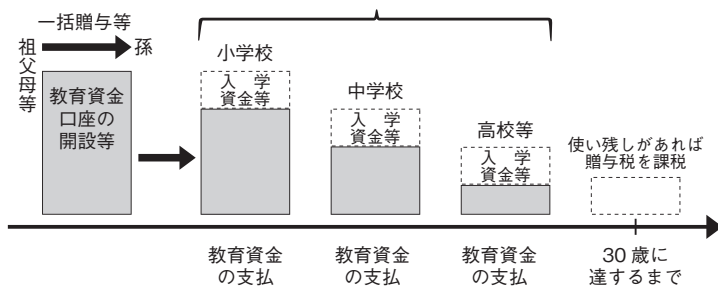 一括贈与等
祖父母等
孫
教育資金
口座の
開設等
小学校
入　学
資金等
中学校
入　学
資金等
高校等
入　学
資金等
使い残しがあれば
贈与税を課税
教育資金
の支払
教育資金
の支払
教育資金
の支払
30歳に
達するまで